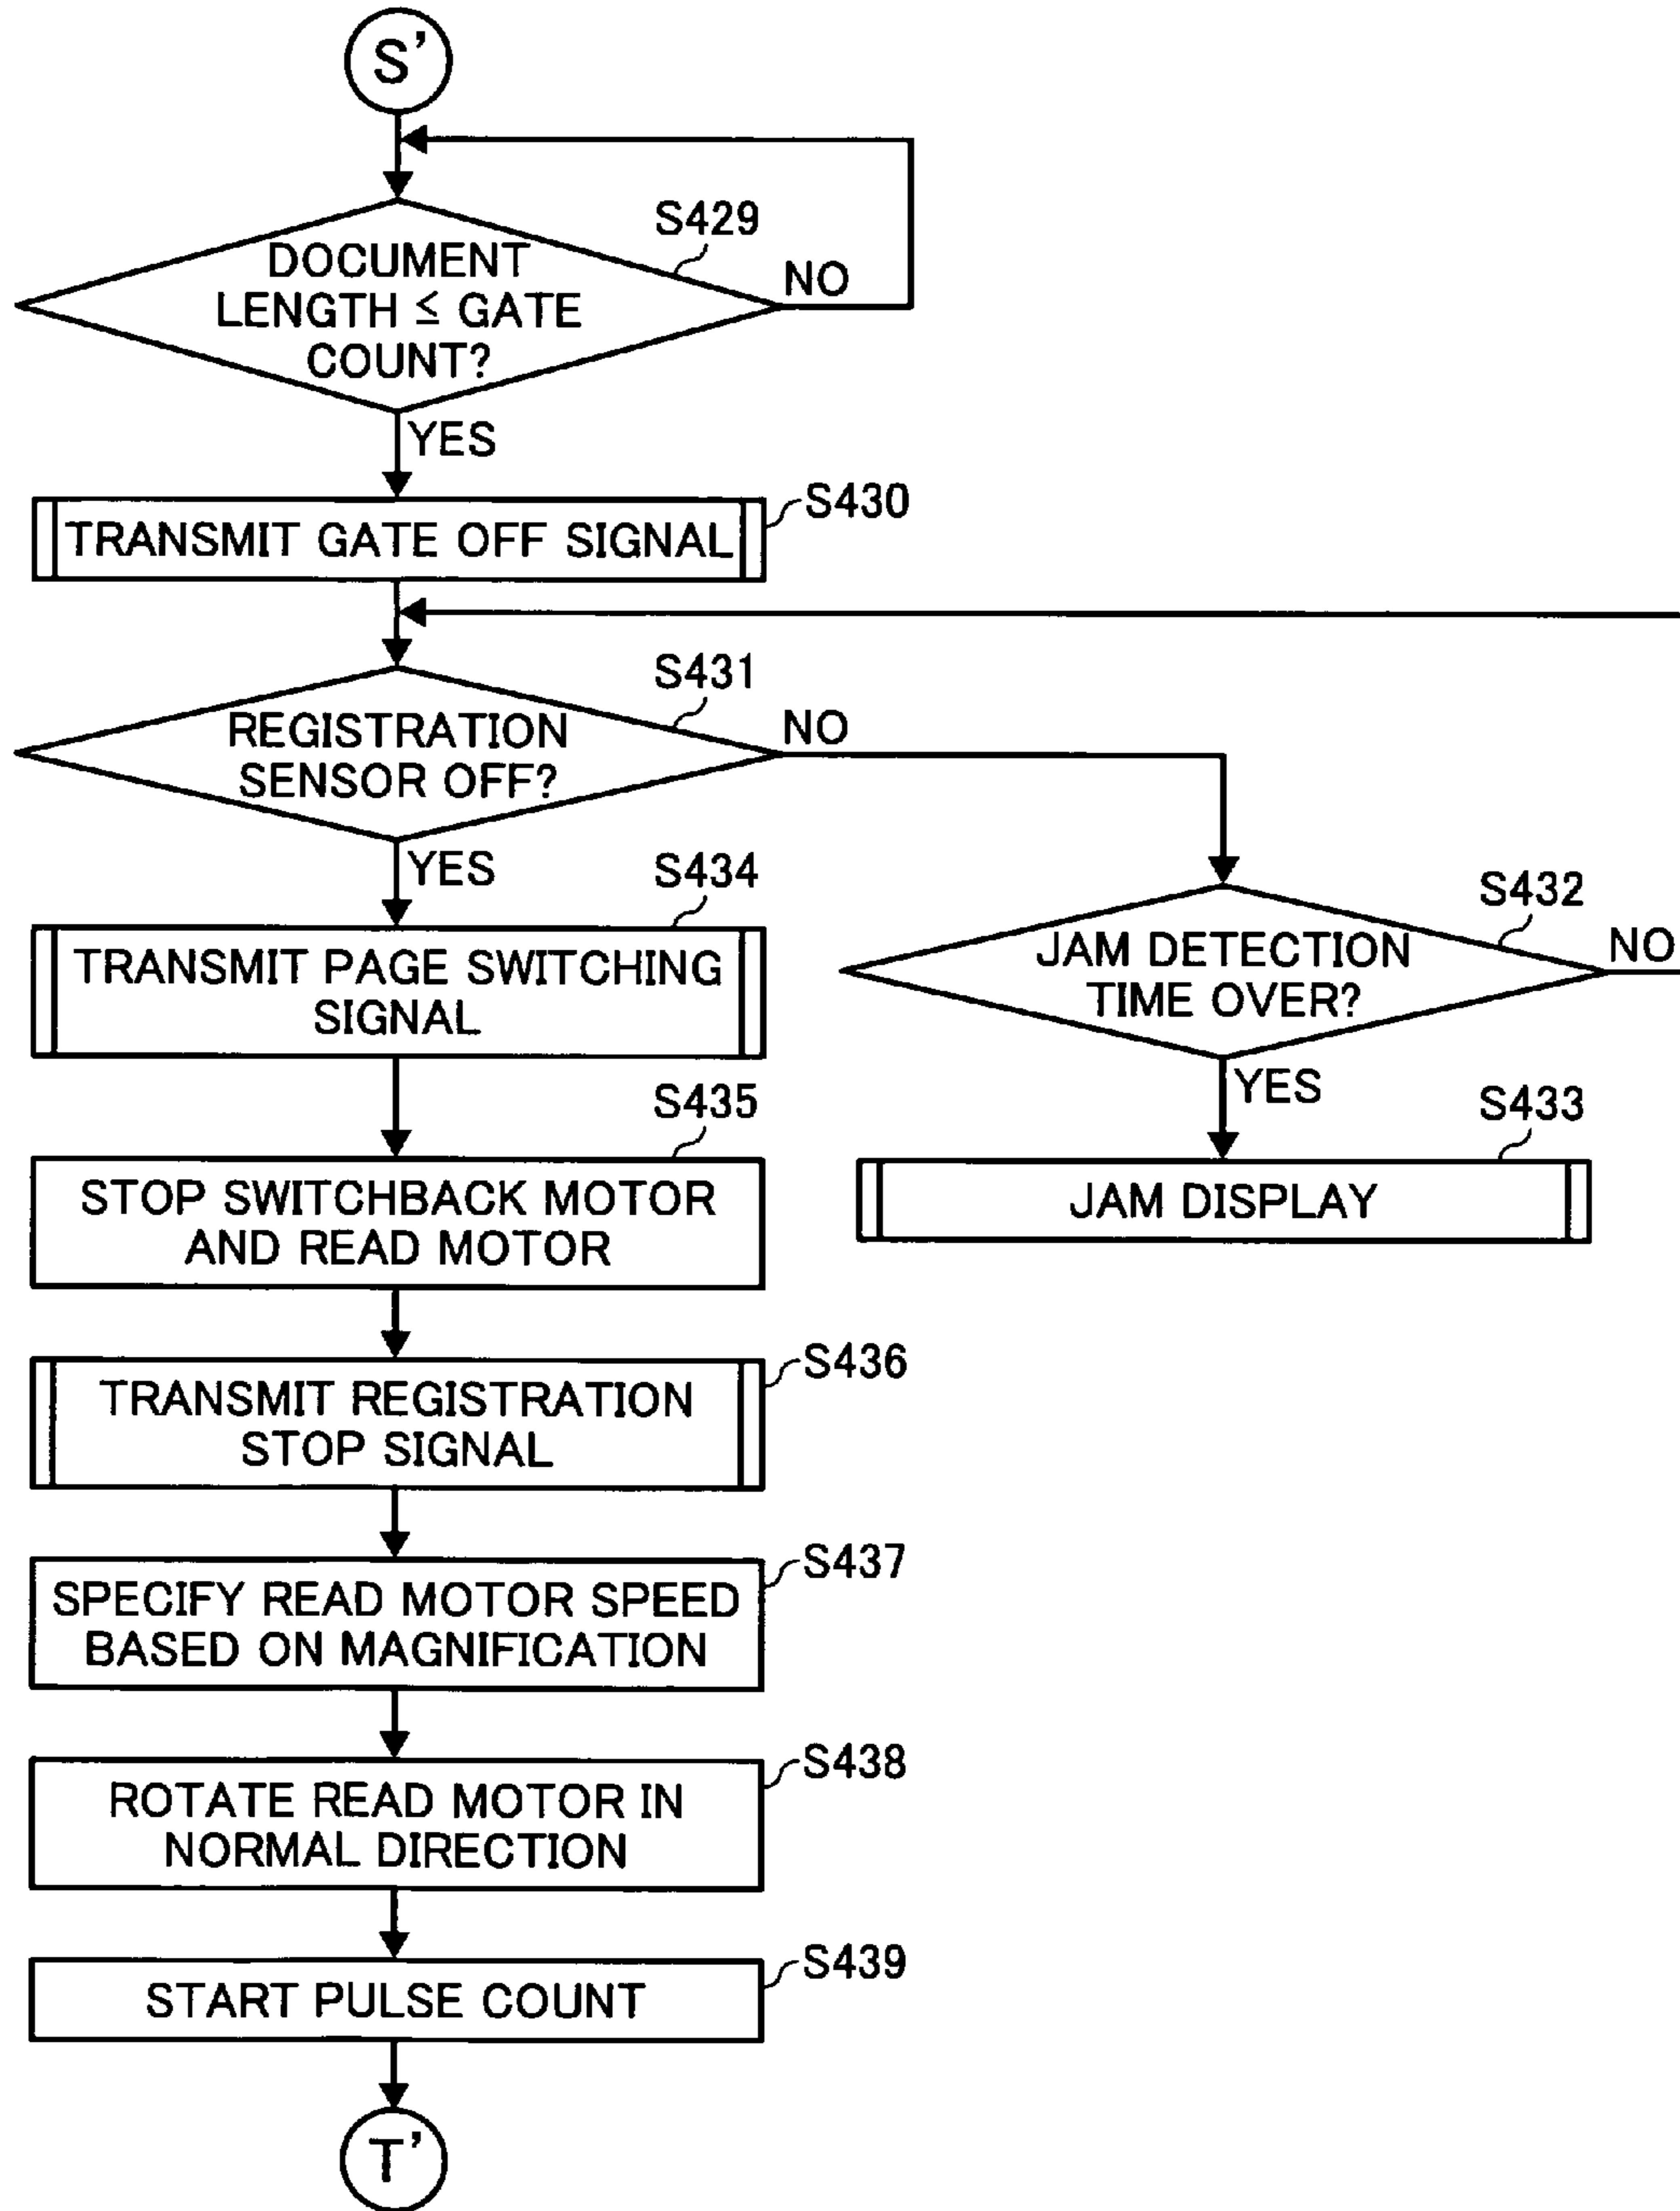 S'
S429
DOCUMENT
LENGTH ≤ GATE
COUNT?
NO
YES
S430
TRANSMIT GATE OFF SIGNAL
S431
REGISTRATION
SENSOR OFF?
NO
YES
S432
JAM DETECTION
TIME OVER?
NO
YES
S433
JAM DISPLAY
S434
TRANSMIT PAGE SWITCHING
SIGNAL
S435
STOP SWITCHBACK MOTOR
AND READ MOTOR
S436
TRANSMIT REGISTRATION
STOP SIGNAL
S437
SPECIFY READ MOTOR SPEED
BASED ON MAGNIFICATION
S438
ROTATE READ MOTOR IN
NORMAL DIRECTION
S439
START PULSE COUNT
T'